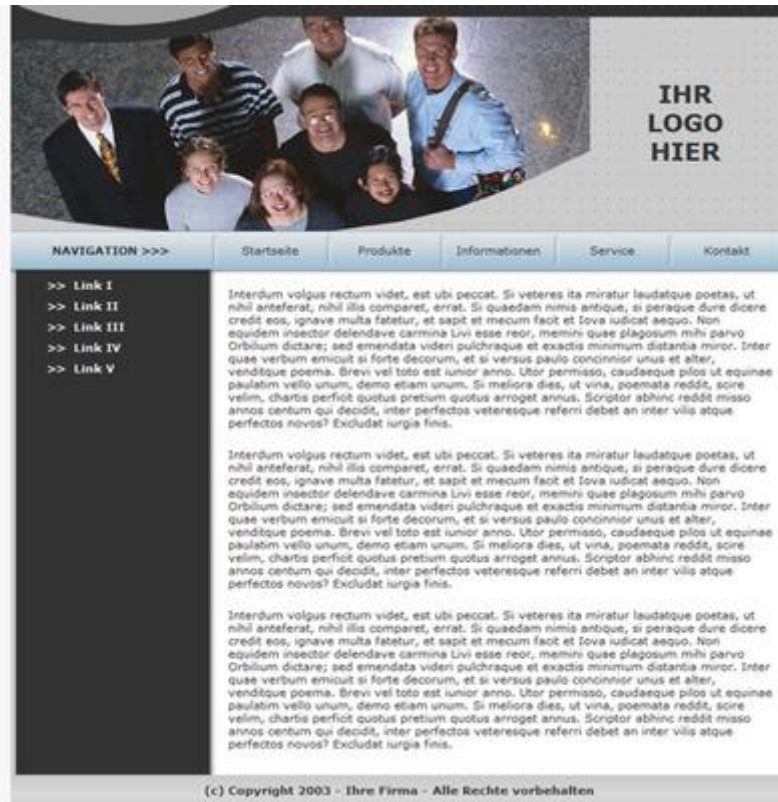 IHR
LOGO
HIER
NAVIGATION >>> Startseite Produkte Informationen Service Kontakt
>> Link I
>> Link II
>> Link III
>> Link IV
>> Link V
Interdum volgus rectum videt, est ubi peccat. Si veteres ita miratur laudatque poetas, ut
nihil anteferat, nihil illis comparet, errat. Si quaedam nimis antique, si peraque dure dicere
credit eos, ignave multa fatetur, et sapit et mecum facit et Iova iudicat aequo. Non
equidem insector delendave carmina Livi esse reor, memini quae plagosum mihi parvo
Orbilium dictare; sed emendata videri pulchraque et exactis minimum distantia miror. Inter
quae verbum emicuit si forte decorum, et si versus paulo concinnior unus et alter,
venditque poema. Brevi vel toto est iunior anno. Utor permisso, caudaeque pilos ut equinae
paulatim vello unum, demo etiam unum. Si meliora dies, ut vina, poemata reddit, scire
velim, chartis perficit quotus pretium quotus arroget annus. Scriptor abhinc reddit misso
annos centum qui decidit, inter perfectos veteresque referri debet an inter vilis atque
perfectos novos? Excludat iurgia finis.
Interdum volgus rectum videt, est ubi peccat. Si veteres ita miratur laudatque poetas, ut
nihil anteferat, nihil illis comparet, errat. Si quaedam nimis antique, si peraque dure dicere
credit eos, ignave multa fatetur, et sapit et mecum facit et Iova iudicat aequo. Non
equidem insector delendave carmina Livi esse reor, memini quae plagosum mihi parvo
Orbilium dictare; sed emendata videri pulchraque et exactis minimum distantia miror. Inter
quae verbum emicuit si forte decorum, et si versus paulo concinnior unus et alter,
venditque poema. Brevi vel toto est iunior anno. Utor permisso, caudaeque pilos ut equinae
paulatim vello unum, demo etiam unum. Si meliora dies, ut vina, poemata reddit, scire
velim, chartis perficit quotus pretium quotus arroget annus. Scriptor abhinc reddit misso
annos centum qui decidit, inter perfectos veteresque referri debet an inter vilis atque
perfectos novos? Excludat iurgia finis.
Interdum volgus rectum videt, est ubi peccat. Si veteres ita miratur laudatque poetas, ut
nihil anteferat, nihil illis comparet, errat. Si quaedam nimis antique, si peraque dure dicere
credit eos, ignave multa fatetur, et sapit et mecum facit et Iova iudicat aequo. Non
equidem insector delendave carmina Livi esse reor, memini quae plagosum mihi parvo
Orbilium dictare; sed emendata videri pulchraque et exactis minimum distantia miror. Inter
quae verbum emicuit si forte decorum, et si versus paulo concinnior unus et alter,
venditque poema. Brevi vel toto est iunior anno. Utor permisso, caudaeque pilos ut equinae
paulatim vello unum, demo etiam unum. Si meliora dies, ut vina, poemata reddit, scire
velim, chartis perficit quotus pretium quotus arroget annus. Scriptor abhinc reddit misso
annos centum qui decidit, inter perfectos veteresque referri debet an inter vilis atque
perfectos novos? Excludat iurgia finis.
(c) Copyright 2003 - Ihre Firma - Alle Rechte vorbehalten